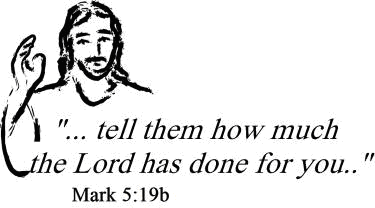 "... tell them how much
the Lord has done for you.."
Mark 5:19b